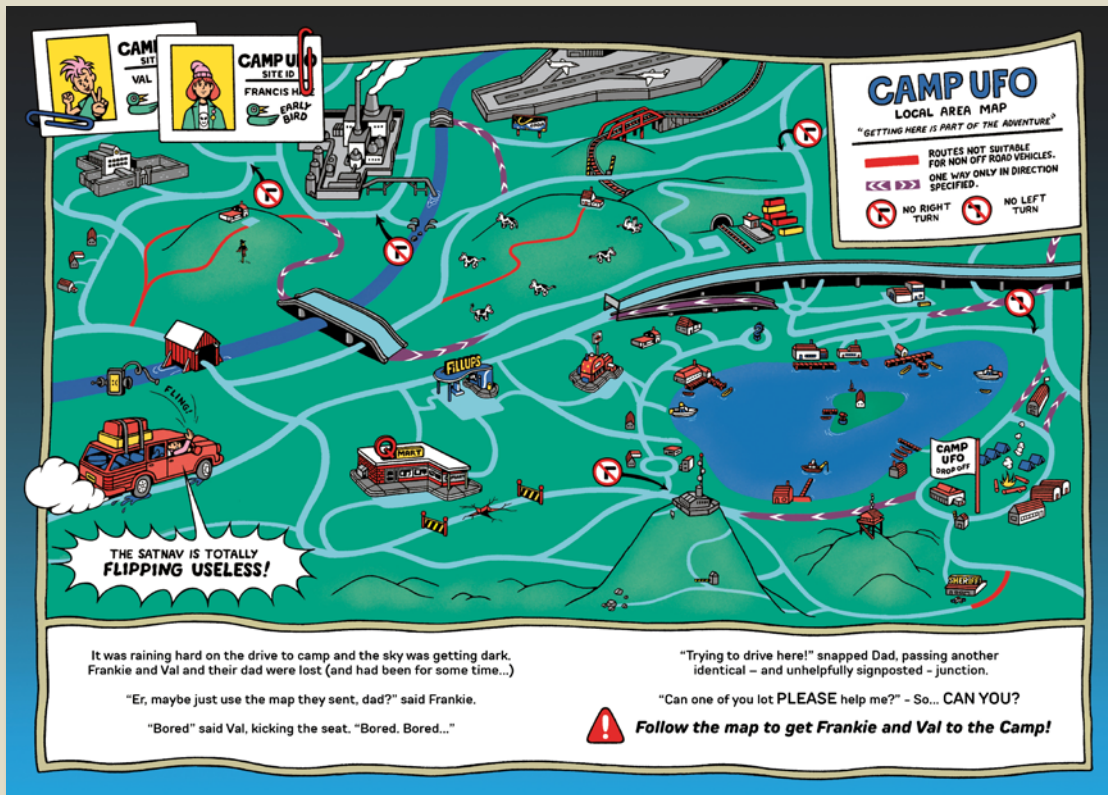 CAMP UFO
SITE ID
VAL
CAMP UFO
SITE ID
FRANCIS
EARLY
BIRD
CAMP UFO
LOCAL AREA MAP
"GETTING HERE IS PART OF THE ADVENTURE"
ROUTES NOT SUITABLE
FOR NON OFF ROAD VEHICLES.
ONE WAY ONLY IN DIRECTION
SPECIFIED.
NO RIGHT
TURN
NO LEFT
TURN
FILLUPS
FLING!
Q
MART
CAMP
UFO
DROP OFF
SHERIFF
THE SATNAV IS TOTALLY
FLIPPING USELESS!
It was raining hard on the drive to camp and the sky was getting dark.
Frankie and Val and their dad were lost (and had been for some time...)
"Er, maybe just use the map they sent, dad?" said Frankie.
"Bored" said Val, kicking the seat. "Bored. Bored..."
"Trying to drive here!" snapped Dad, passing another
identical – and unhelpfully signposted – junction.
"Can one of you lot PLEASE help me?" - So... CAN YOU?
Follow the map to get Frankie and Val to the Camp!